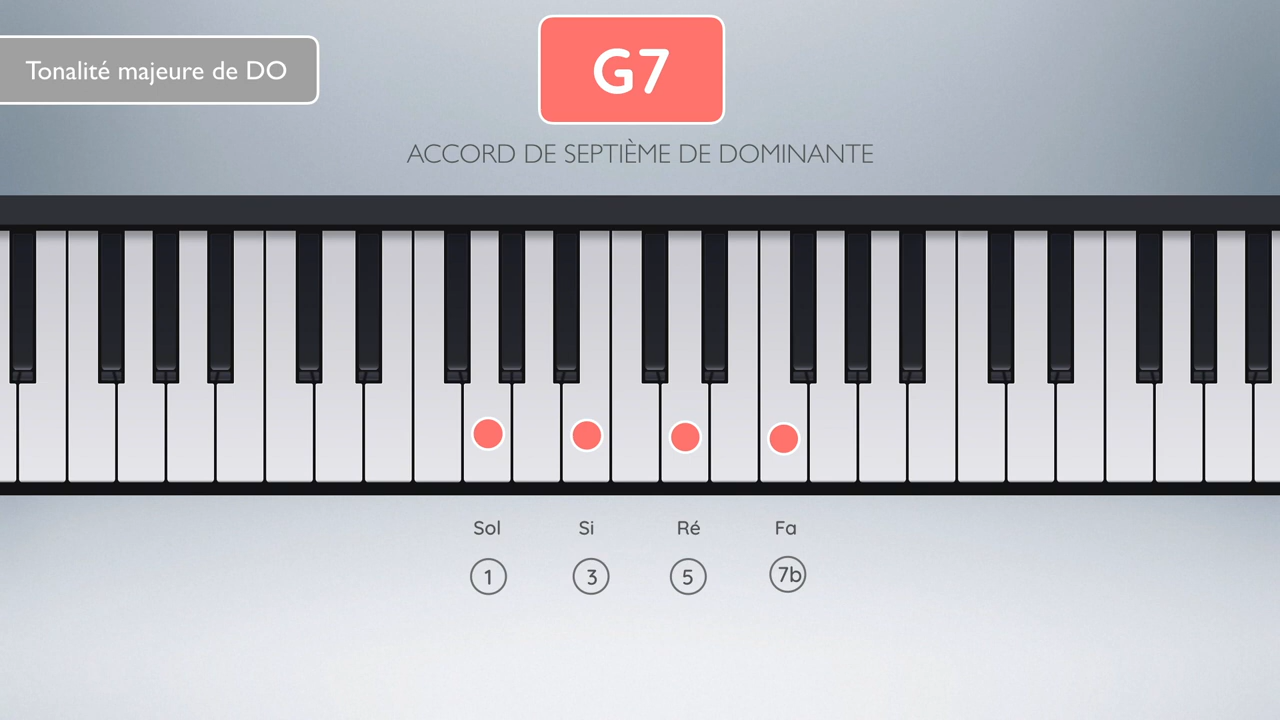 G7
Tonalité majeure de DO
ACCORD DE SEPTIÈME DE DOMINANTE
Sol Si Ré Fa
1 3 5 7b